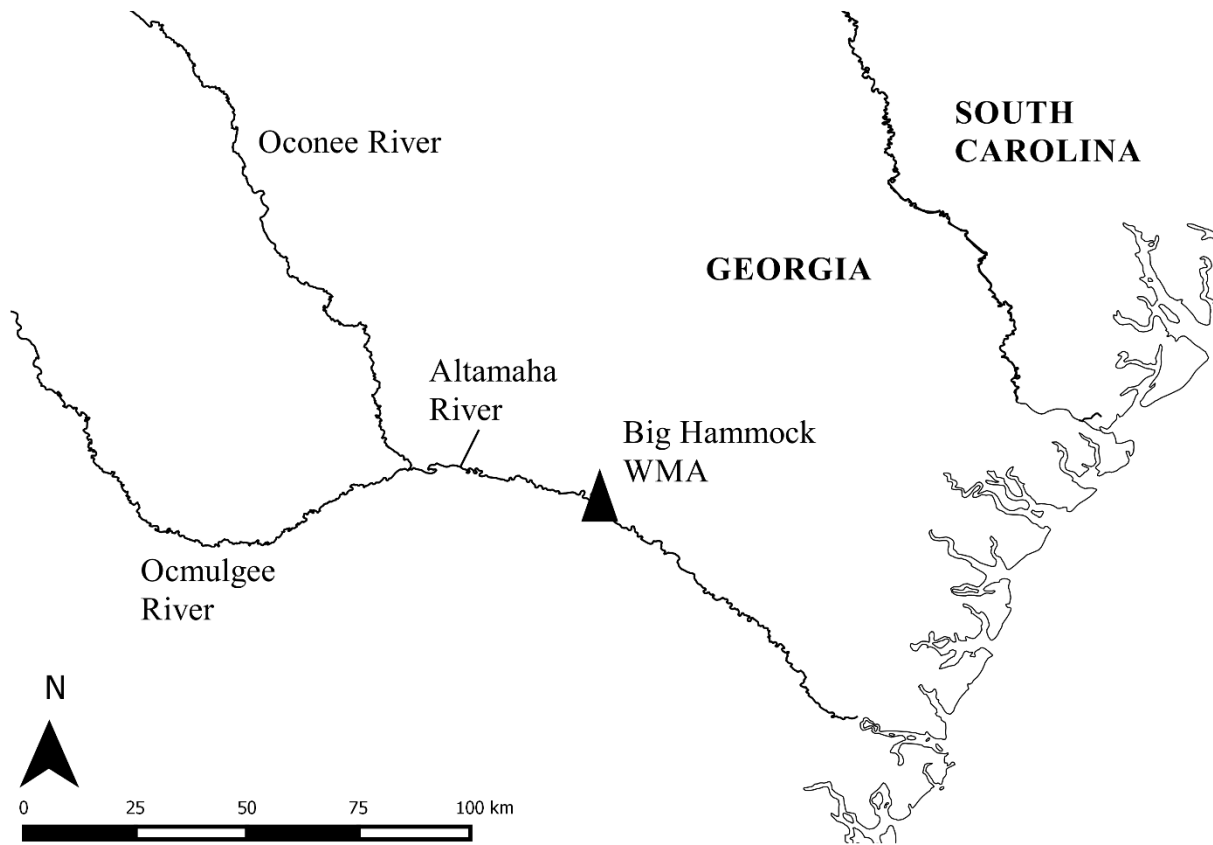 Oconee River
SOUTH
CAROLINA
GEORGIA
Altamaha
River
Big Hammock
WMA
Ocmulgee
River
N
0 25 50 75 100 km